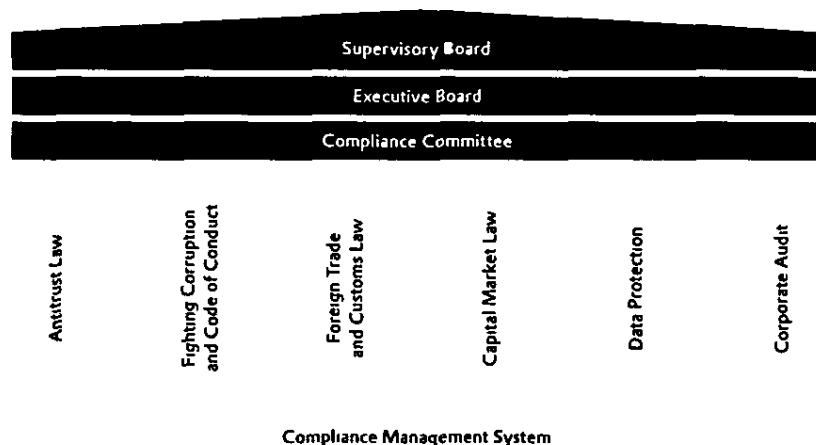 Supervisory Board
Executive Board
Compliance Committee
Antitrust Law
Fighting Corruption
and Code of Conduct
Foreign Trade
and Customs Law
Capital Market Law
Data Protection
Corporate Audit
Compliance Management System